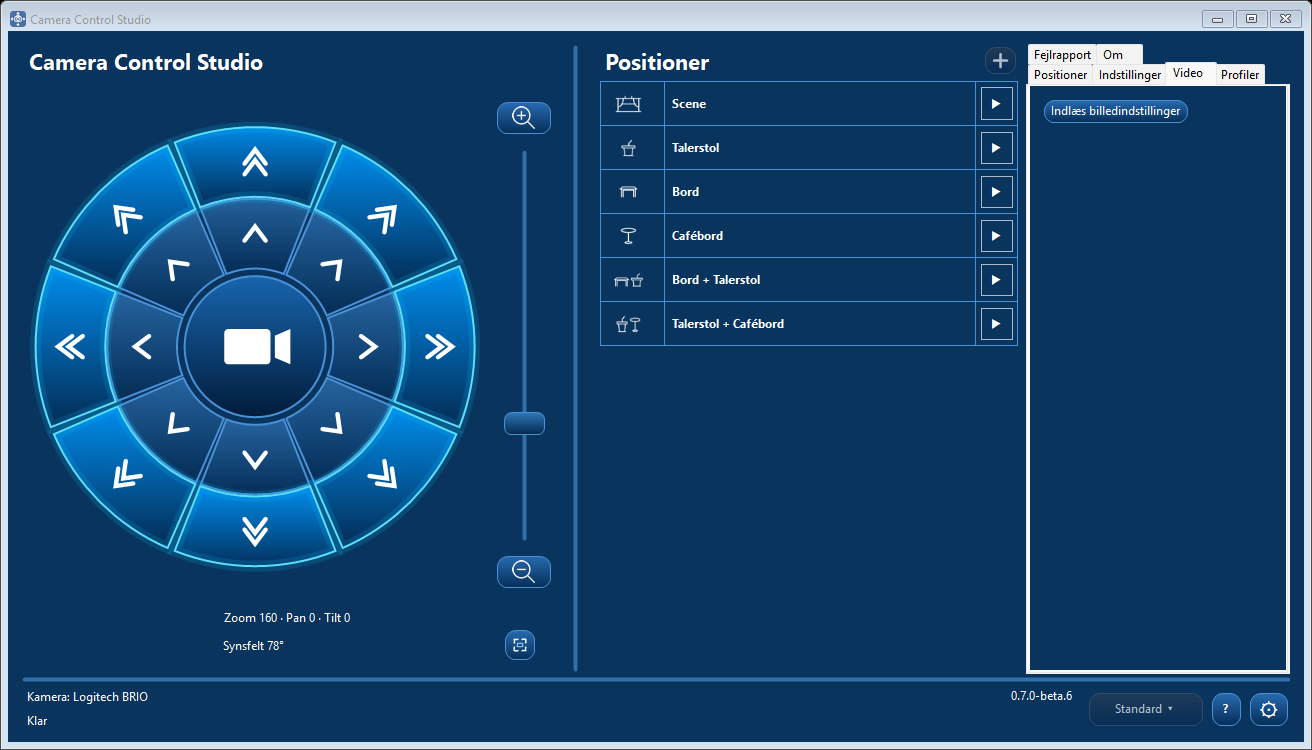 Camera Control Studio
Camera Control Studio
Zoom 160 · Pan 0 · Tilt 0
Synsfelt 78°
Positioner
Scene
Talerstol
Bord
Cafébord
Bord + Talerstol
Talerstol + Cafébord
Fejlrapport Om
Positioner Indstillinger Video Profiler
Indlæs billedindstillinger
Kamera: Logitech BRIO
Klar
0.7.0-beta.6
Standard
?